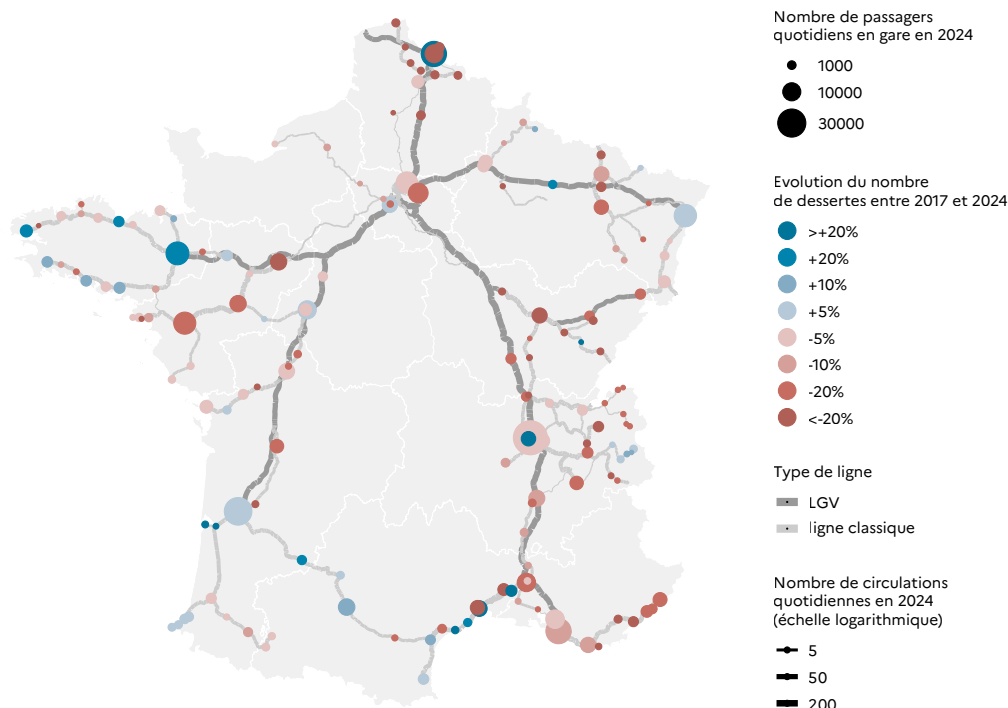 Nombre de passagers
quotidiens en gare en 2024
1000
10000
30000
Evolution du nombre
de dessertes entre 2017 et 2024
>+20%
+20%
+10%
+5%
-5%
-10%
-20%
<-20%
Type de ligne
LGV
ligne classique
Nombre de circulations
quotidiennes en 2024
(échelle logarithmique)
5
50
200